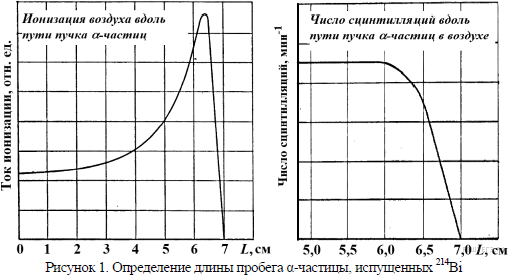 Ионизация воздуха вдоль
пути пучка α-частиц
Ток ионизации, отн. ед.
0 1 2 3 4 5 6 7 L, см
Число сцинтилляций вдоль
пути пучка α-частиц в воздухе
Число сцинтилляций, мин-1
5,0 5,5 6,0 6,5 7,0 L, см
Рисунок 1. Определение длины пробега α-частицы, испущенных 214Bi